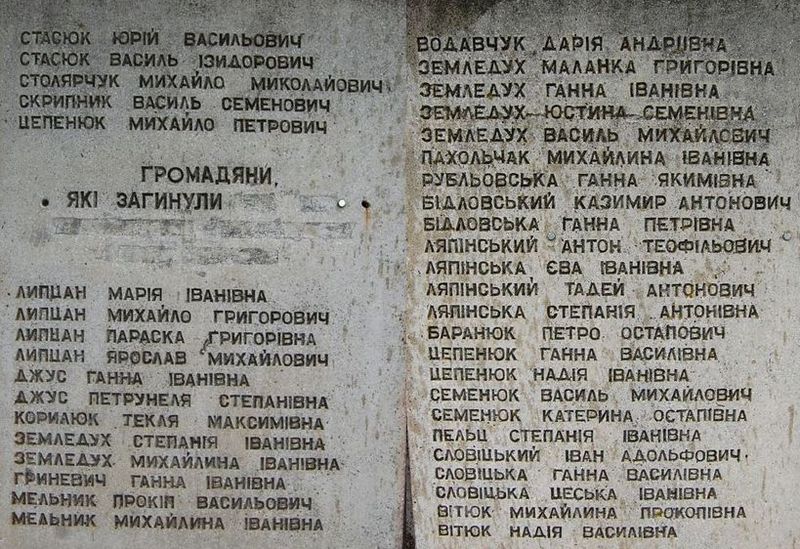 СТАСЮК ЮРІЙ ВАСИЛЬОВИЧ
СТАСЮК ВАСИЛЬ ІЗИДОРОВИЧ
СТОЛЯРЧУК МИХАЙЛО МИКОЛАЙОВИЧ
СКРИПНИК ВАСИЛЬ СЕМЕНОВИЧ
ЦЕПЕНЮК МИХАЙЛО ПЕТРОВИЧ
ГРОМАДЯНИ,
ЯКІ ЗАГИНУЛИ
ЛИПЦАН МАРІЯ ІВАНІВНА
ЛИПЦАН МИХАЙЛО ГРИГОРОВИЧ
ЛИПЦАН ПАРАСКА ГРИГОРІВНА
ЛИПЦАН ЯРОСЛАВ МИХАЙЛОВИЧ
ДЖУС ГАННА ІВАНІВНА
ДЖУС ПЕТРУНЕЛЯ СТЕПАНІВНА
КОРИЛЮК ТЕКЛЯ МАКСИМІВНА
ЗЕМЛЕДУХ СТЕПАНІЯ ІВАНІВНА
ЗЕМЛЕДУХ МИХАЙЛИНА ІВАНІВНА
ГРИНЕВИЧ ГАННА ІВАНІВНА
МЕЛЬНИК ПРОКІП ВАСИЛЬОВИЧ
МЕЛЬНИК МИХАЙЛИНА ІВАНІВНА
ВОДАВЧУК ДАРІЯ АНДРІЇВНА
ЗЕМЛЕДУХ МАЛАНКА ГРИГОРІВНА
ЗЕМЛЕДУХ ГАННА ІВАНІВНА
ЗЕМЛЕДУХ ЮСТИНА СЕМЕНІВНА
ЗЕМЛЕДУХ ВАСИЛЬ МИХАЙЛОВИЧ
ПАХОЛЬЧАК МИХАЙЛИНА ІВАНІВНА
РУБЛЬОВСЬКА ГАННА ЯКИМІВНА
БІДЛОВСЬКИЙ КАЗИМИР АНТОНОВИЧ
БІДЛОВСЬКА ГАННА ПЕТРІВНА
ЛЯПІНСЬКИЙ АНТОН ТЕОФІЛЬОВИЧ
ЛЯПІНСЬКА ЄВА ІВАНІВНА
ЛЯПІНСЬКИЙ ТАДЕЙ АНТОНОВИЧ
ЛЯПІНСЬКА СТЕПАНІЯ АНТОНІВНА
БАРАНЮК ПЕТРО ОСТАПОВИЧ
ЦЕПЕНЮК ГАННА ВАСИЛІВНА
ЦЕПЕНЮК НАДІЯ ІВАНІВНА
СЕМЕНЮК ВАСИЛЬ МИХАЙЛОВИЧ
СЕМЕНЮК КАТЕРИНА ОСТАПІВНА
ПЕЛЬЦ СТЕПАНІЯ ІВАНІВНА
СЛОВІЦЬКИЙ ІВАН АДОЛЬФОВИЧ
СЛОВІЦЬКА ГАННА ВАСИЛІВНА
СЛОВІЦЬКА ЦЕСЬКА ІВАНІВНА
ВІТЮК МИХАЙЛИНА ПРОКОПІВНА
ВІТЮК НАДІЯ ВАСИЛІВНА